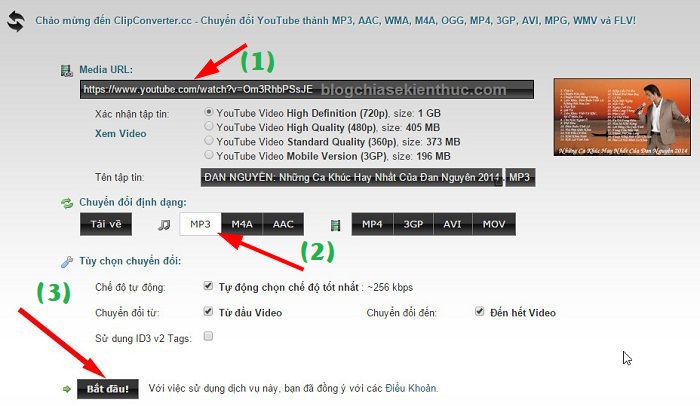 Chào mừng đến ClipConverter.cc - Chuyển đổi YouTube thành MP3, AAC, WMA, M4A, OGG, MP4, 3GP, AVI, MPG, WMV và FLV!
(1)
Media URL:
https://www.youtube.com/watch?v=Om3RhbPSsJE
blogchiasekienthuc.com
Xác nhận tập tin:
YouTube Video High Definition (720p), size: 1 GB
Xem Video
YouTube Video High Quality (480p), size: 405 MB
YouTube Video Standard Quality (360p), size: 373 MB
YouTube Video Mobile Version (3GP), size: 196 MB
Những Ca Khúc Hay Nhất Của Đan Nguyên
Tên tập tin: ĐAN NGUYÊN: Những Ca Khúc Hay Nhất Của Đan Nguyên 2014 . MP3
Chuyển đổi định dạng:
Tải về MP3 M4A AAC MP4 3GP AVI MOV
(2)
Tùy chọn chuyển đổi:
(3)
Chế độ tự động: Tự động chọn chế độ tốt nhất : ~256 kbps
Chuyển đổi từ: Từ đầu Video Chuyển đổi đến: Đến hết Video
Sử dụng ID3 v2 Tags:
Bắt đầu! Với việc sử dụng dịch vụ này, bạn đã đồng ý với các Điều Khoản.